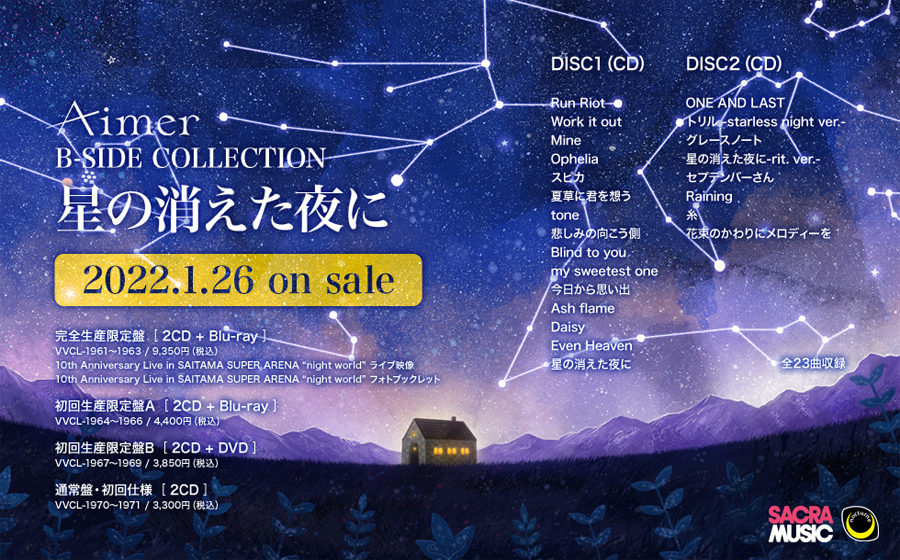 Aimer
B-SIDE COLLECTION
星の消えた夜に
2022.1.26 on sale
完全生産限定盤 [ 2CD + Blu-ray ]
VVCL-1961〜1963 / 9,350円(税込)
10th Anniversary Live in SAITAMA SUPER ARENA “night world” ライブ映像
10th Anniversary Live in SAITAMA SUPER ARENA “night world” フォトブックレット
初回生産限定盤A [ 2CD + Blu-ray ]
VVCL-1964〜1966 / 4,400円(税込)
初回生産限定盤B [ 2CD + DVD ]
VVCL-1967〜1969 / 3,850円(税込)
通常盤・初回仕様 [ 2CD ]
VVCL-1970〜1971 / 3,300円(税込)
DISC1 (CD)
Run Riot
Work it out
Mine
Ophelia
スピカ
夏草に君を想う
tone
悲しみの向こう側
Blind to you
my sweetest one
今日から思い出
Ash flame
Daisy
Even Heaven
星の消えた夜に
DISC2 (CD)
ONE AND LAST
トリル -starless night ver.-
グレースノート
星の消えた夜に-rit. ver.-
セプテンバーさん
Raining
糸
花束のかわりにメロディーを
全23曲収録
SACRA
MUSIC
nocturne